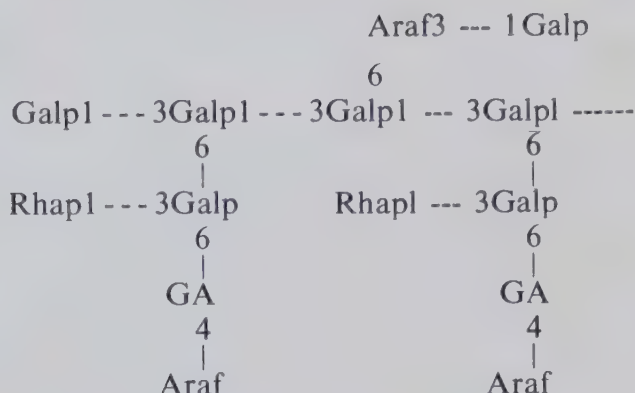 Araf3 --- 1Galp
6
Galp1 --- 3Galp1 --- 3Galp1 --- 3Galpl ------
6 6
Rhap1 --- 3Galp Rhapl --- 3Galp
6 6
GA GA
4 4
Araf Araf